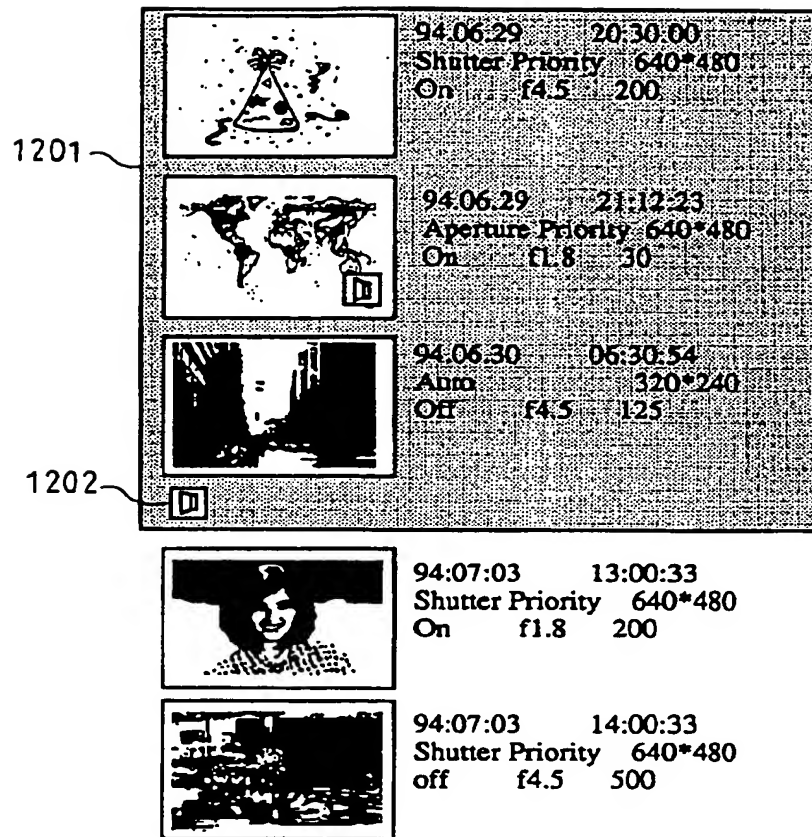 94.06.29 20:30:00
Shutter Priority 640*480
On f4.5 200
1201
94.06.29 21:12:23
Aperture Priority 640*480
On f1.8 30
94.06.30 06:30:54
Auto 320*240
Off f4.5 125
1202
94:07:03 13:00:33
Shutter Priority 640*480
On f1.8 200
94:07:03 14:00:33
Shutter Priority 640*480
off f4.5 500